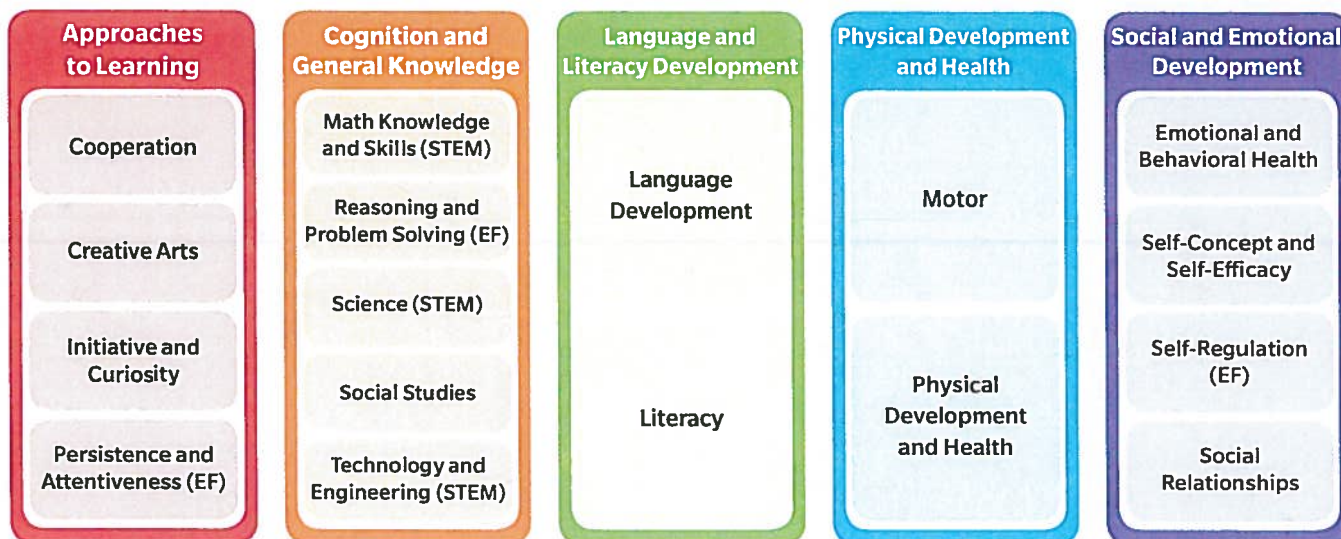 Approaches
to Learning
Cooperation
Creative Arts
Initiative and
Curiosity
Persistence and
Attentiveness (EF)
Cognition and
General Knowledge
Math Knowledge
and Skills (STEM)
Reasoning and
Problem Solving (EF)
Science (STEM)
Social Studies
Technology and
Engineering (STEM)
Language and
Literacy Development
Language
Development
Literacy
Physical Development
and Health
Motor
Physical
Development
and Health
Social and Emotional
Development
Emotional and
Behavioral Health
Self-Concept and
Self-Efficacy
Self-Regulation
(EF)
Social
Relationships